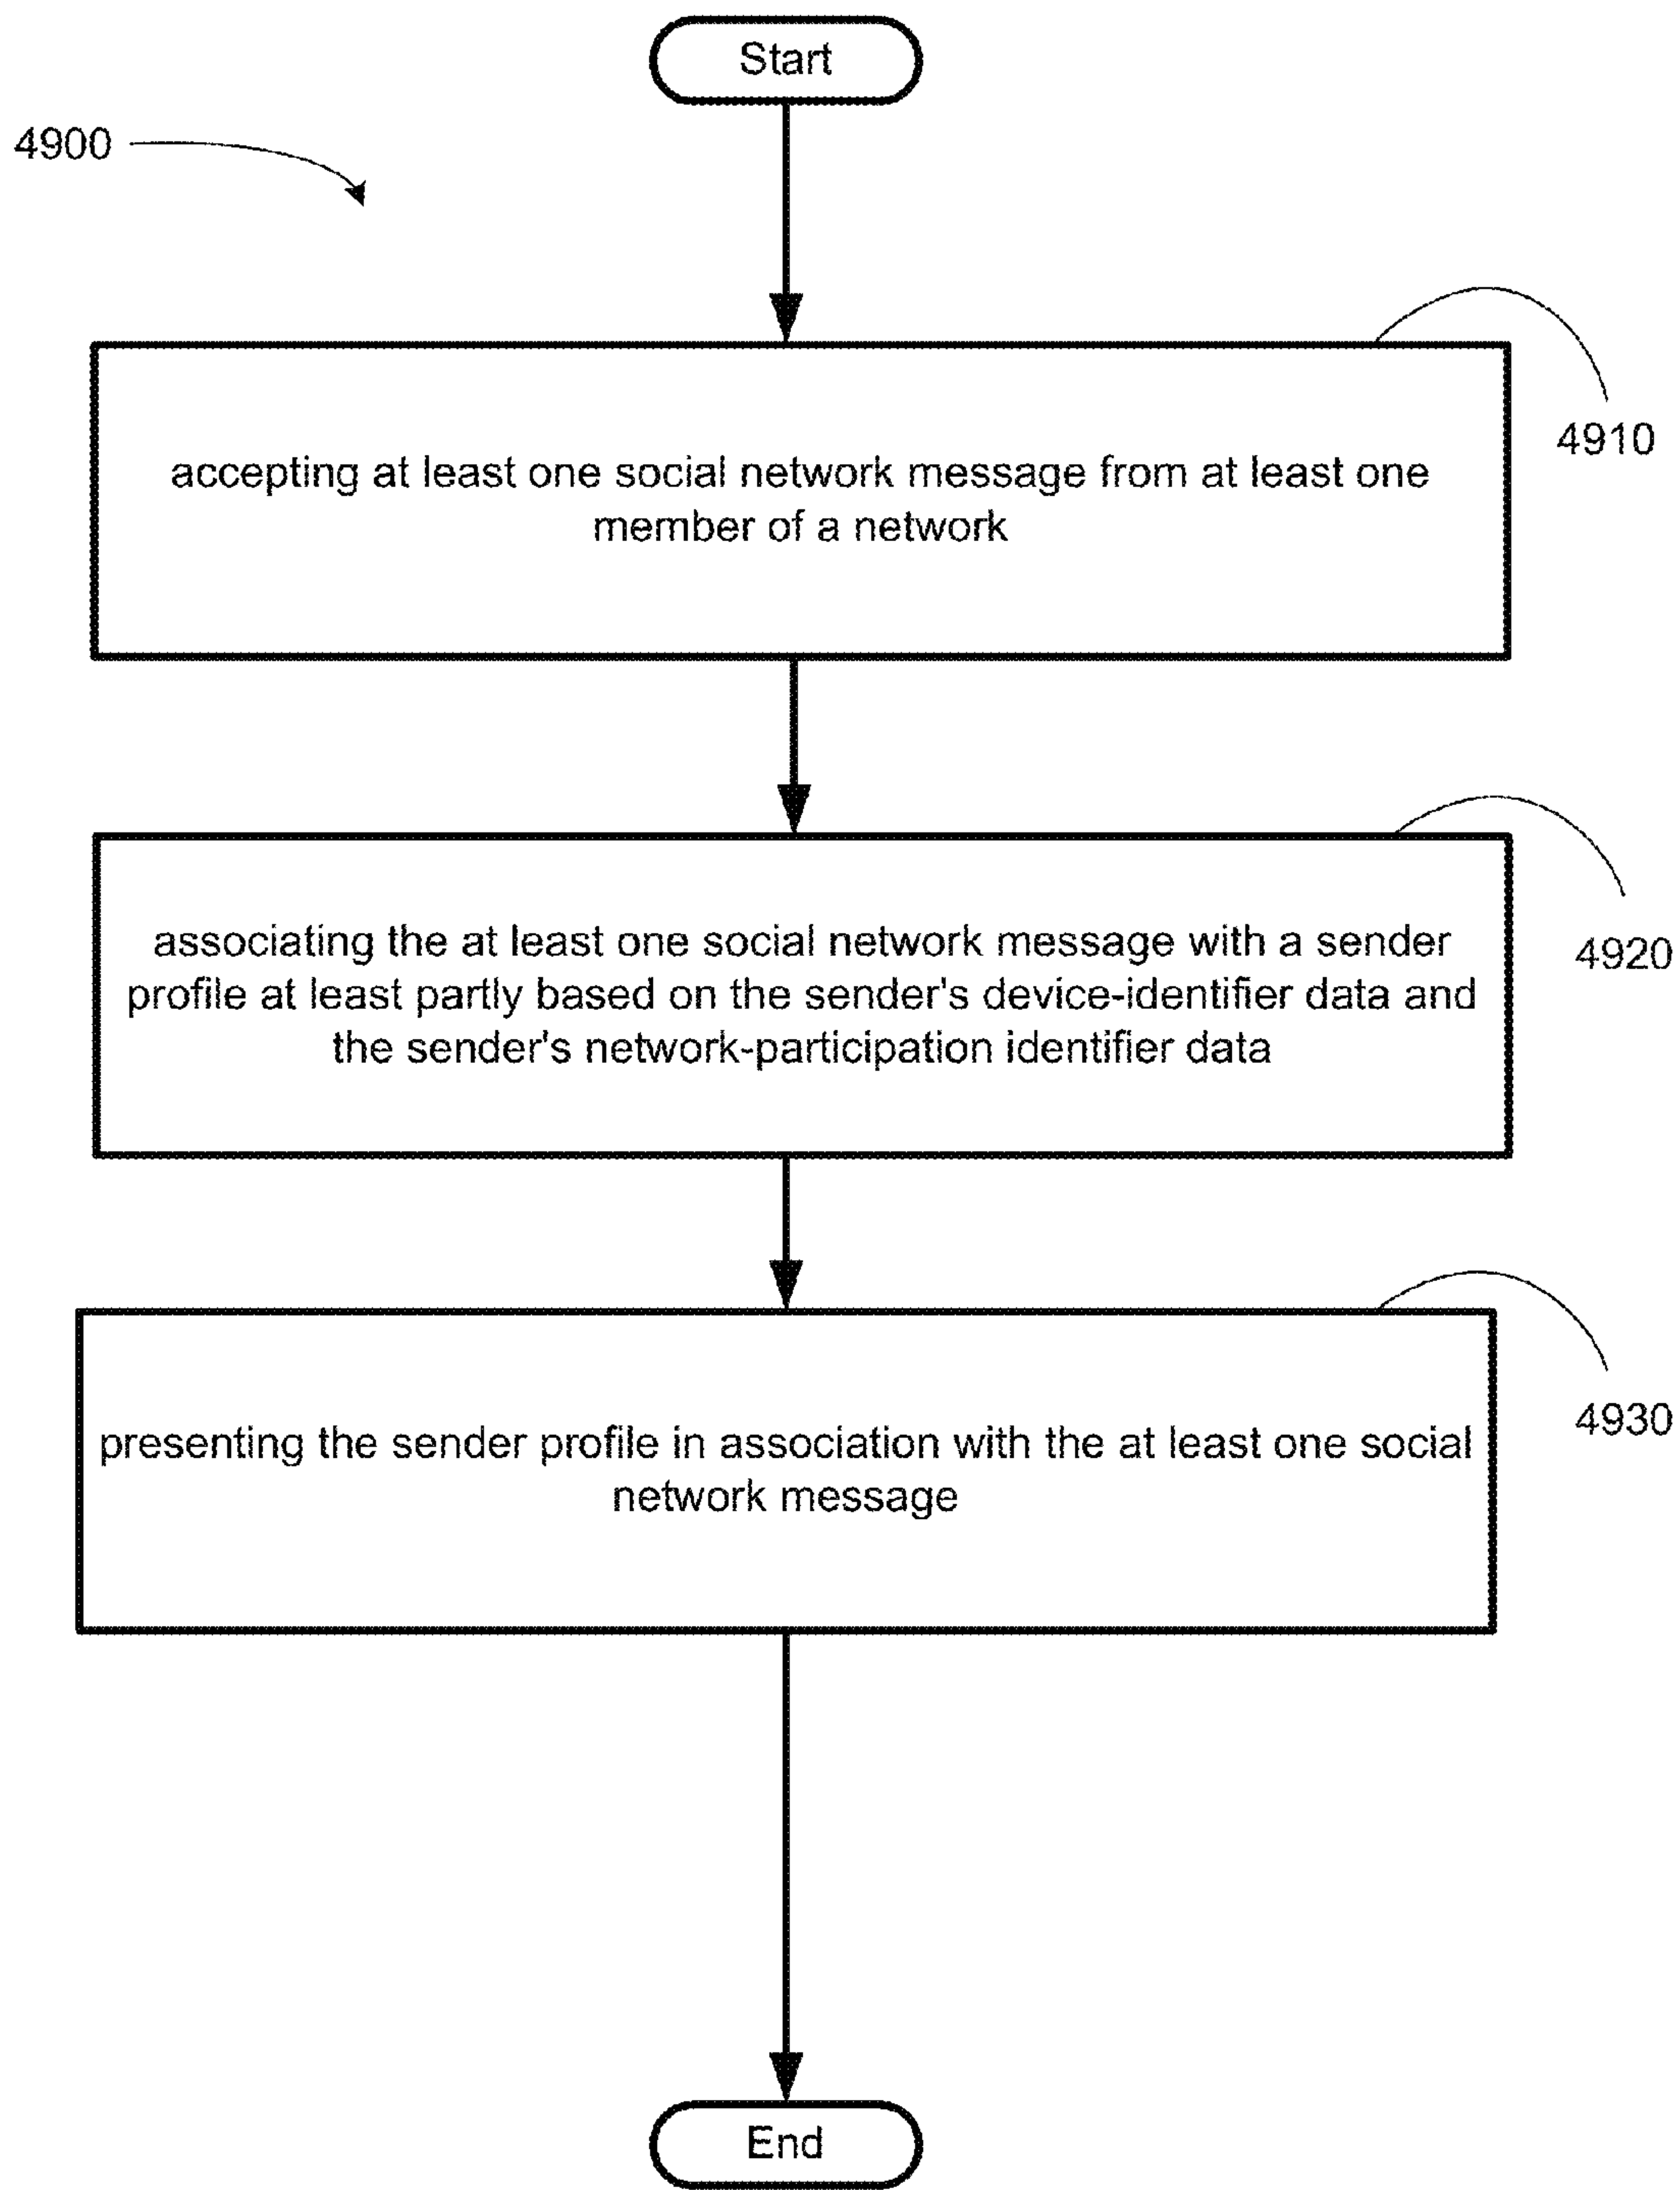 Start
4900
4910
accepting at least one social network message from at least one
member of a network
4920
associating the at least one social network message with a sender
profile at least partly based on the sender's device-identifier data and
the sender's network-participation identifier data
4930
presenting the sender profile in association with the at least one social
network message
End